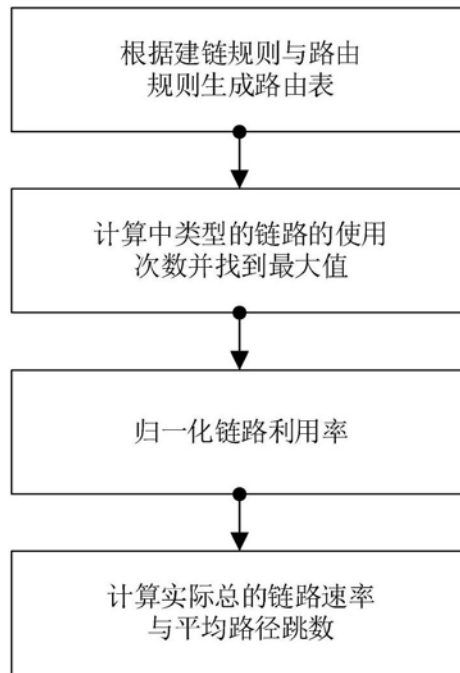 根据建链规则与路由
规则生成路由表
计算中类型的链路的使用
次数并找到最大值
归一化链路利用率
计算实际总的链路速率
与平均路径跳数